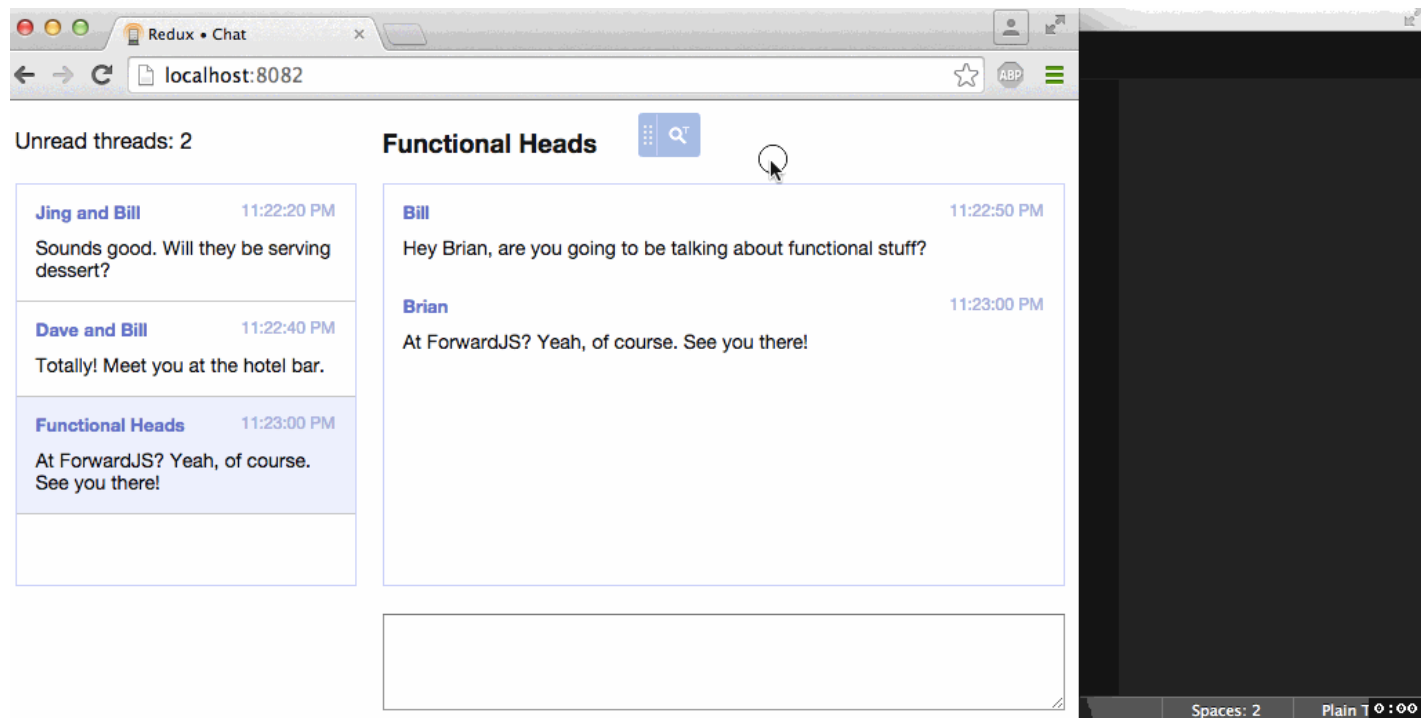 Redux • Chat
localhost:8082
ABP
Unread threads: 2
Functional Heads
Jing and Bill 11:22:20 PM
Sounds good. Will they be serving
dessert?
Dave and Bill 11:22:40 PM
Totally! Meet you at the hotel bar.
Functional Heads 11:23:00 PM
At ForwardJS? Yeah, of course.
See you there!
Bill 11:22:50 PM
Hey Brian, are you going to be talking about functional stuff?
Brian 11:23:00 PM
At ForwardJS? Yeah, of course. See you there!
Spaces: 2 Plain T 0:00